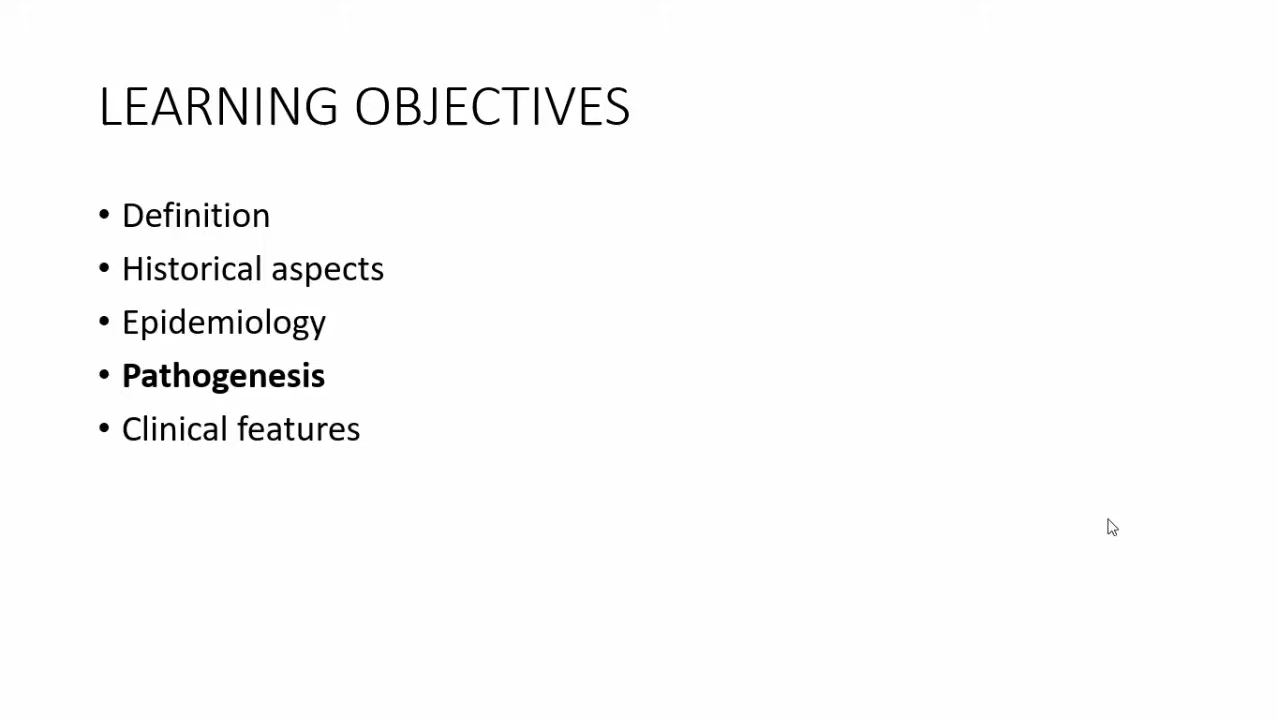 LEARNING OBJECTIVES
• Definition
• Historical aspects
• Epidemiology
• Pathogenesis
• Clinical features